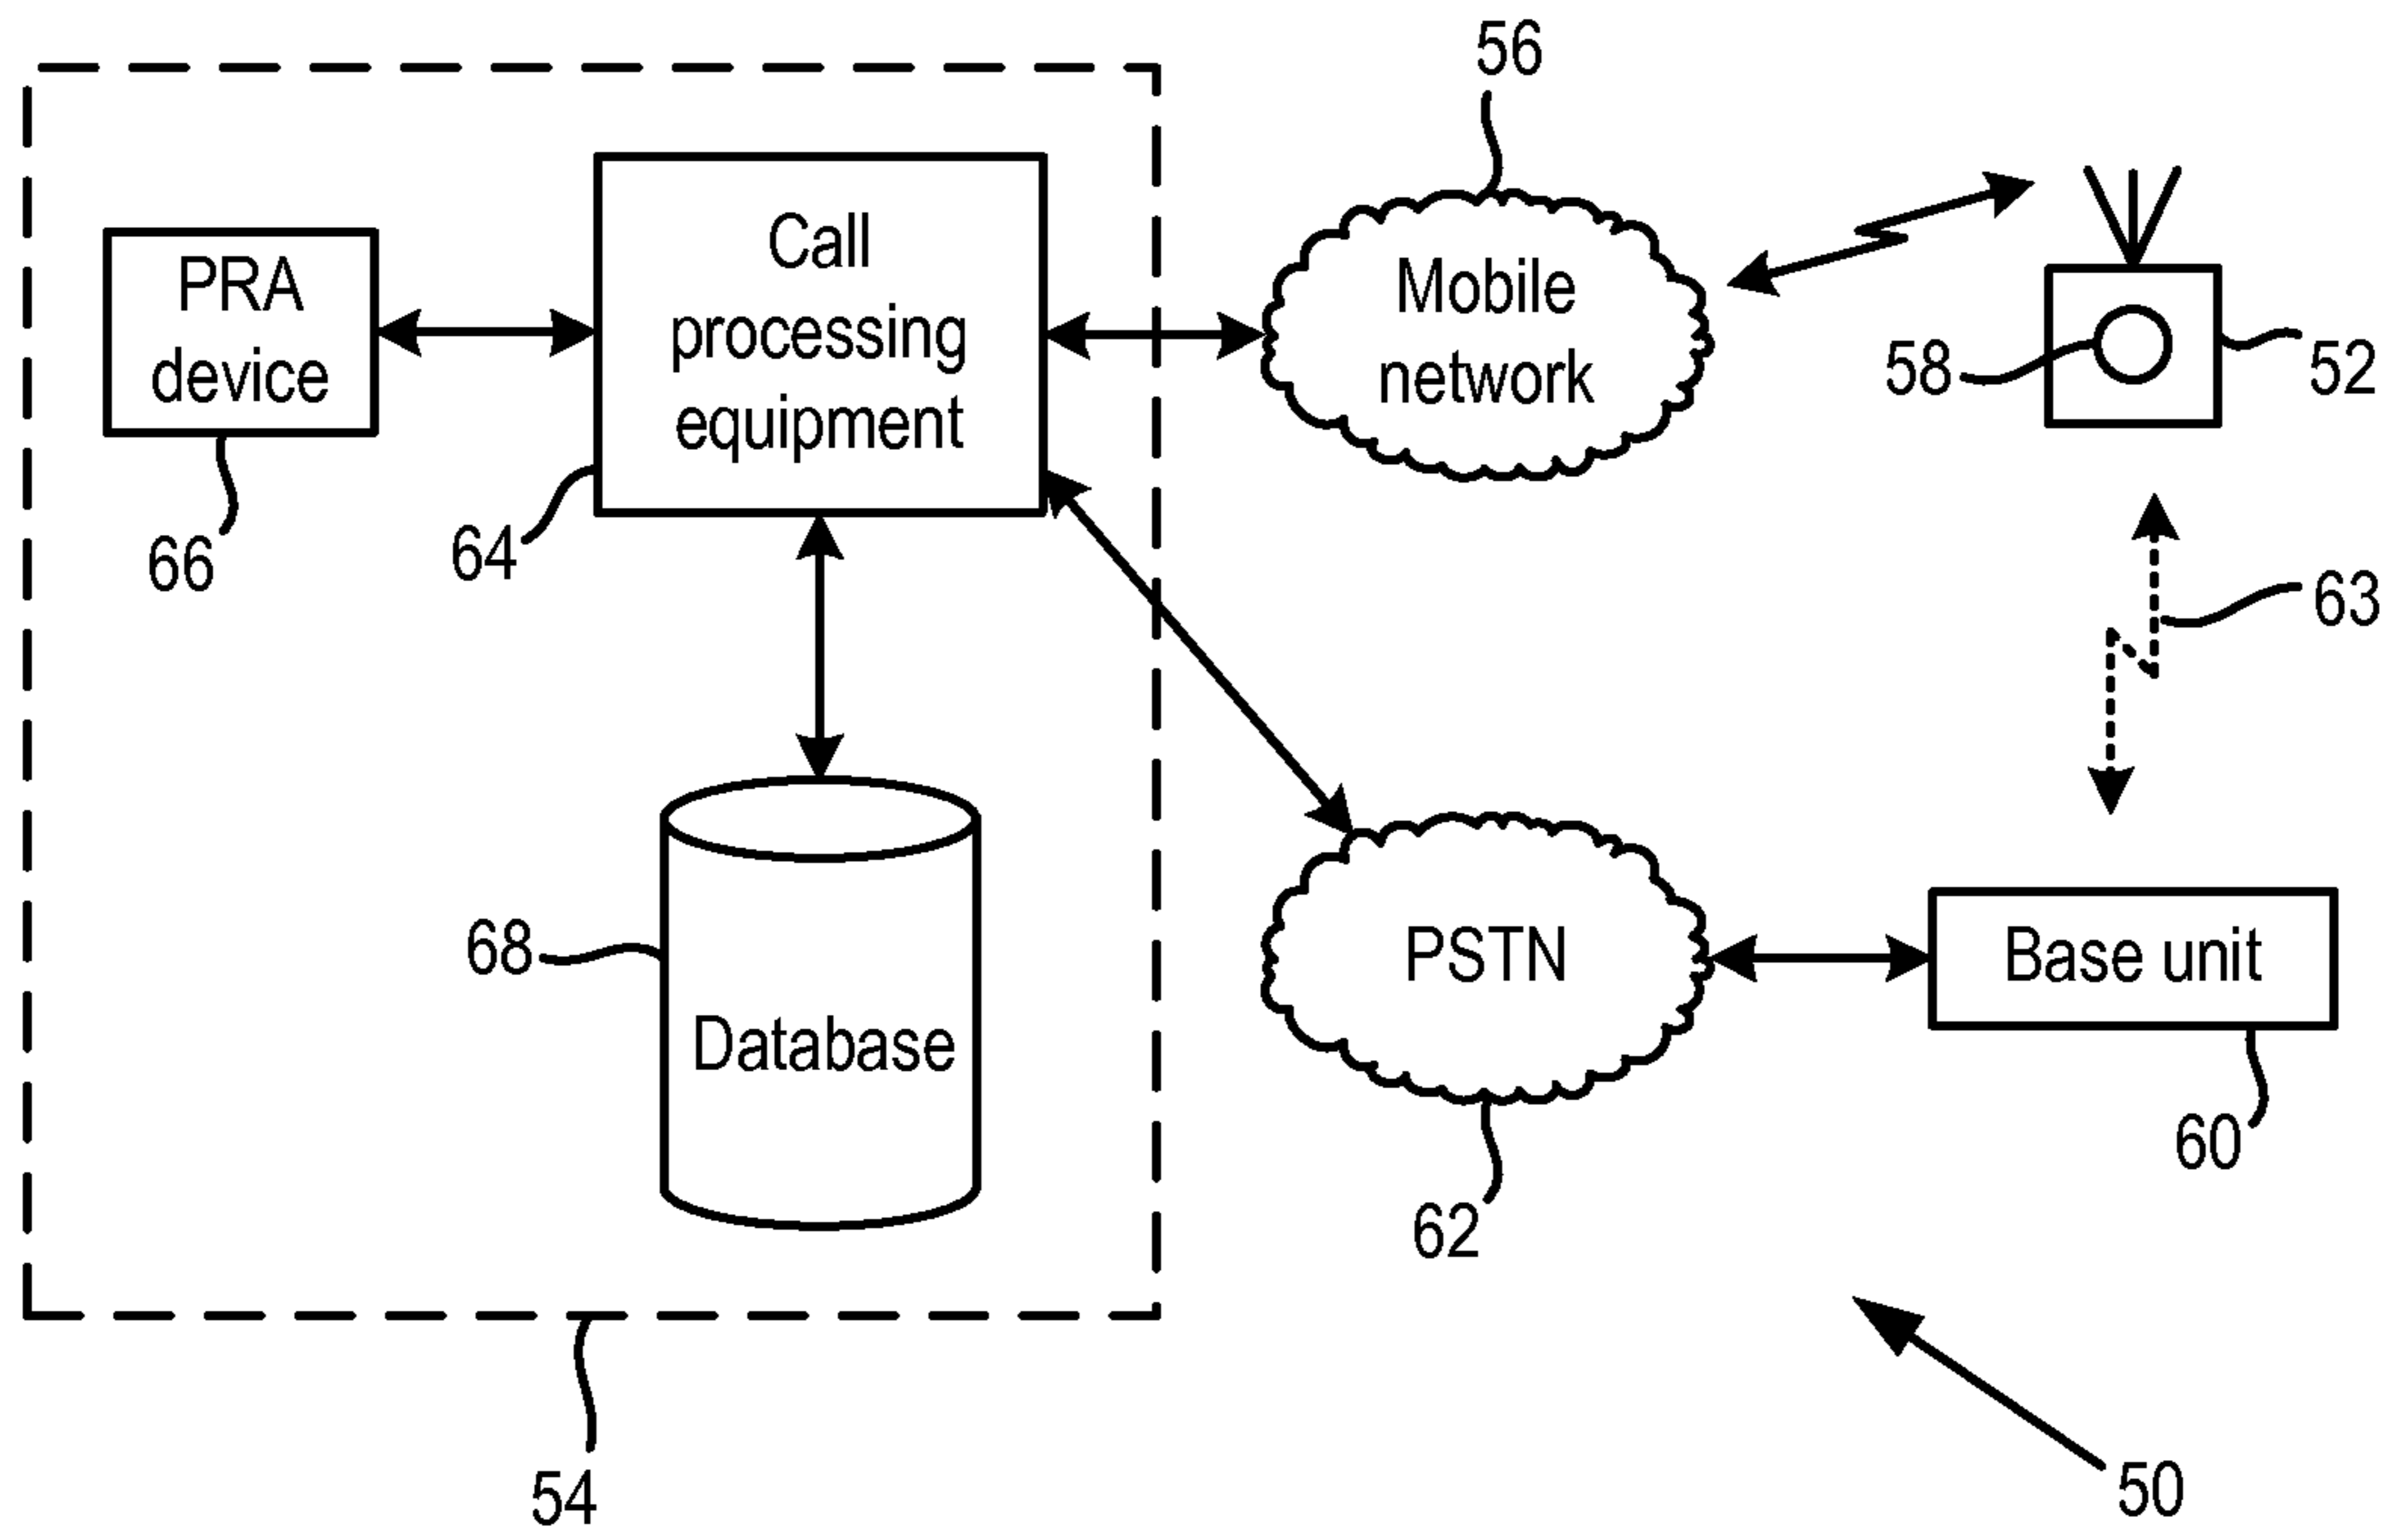 56
PRA
device
Call
processing
equipment
Mobile
network
58
52
66
64
63
68
Database
PSTN
Base unit
60
62
54
50